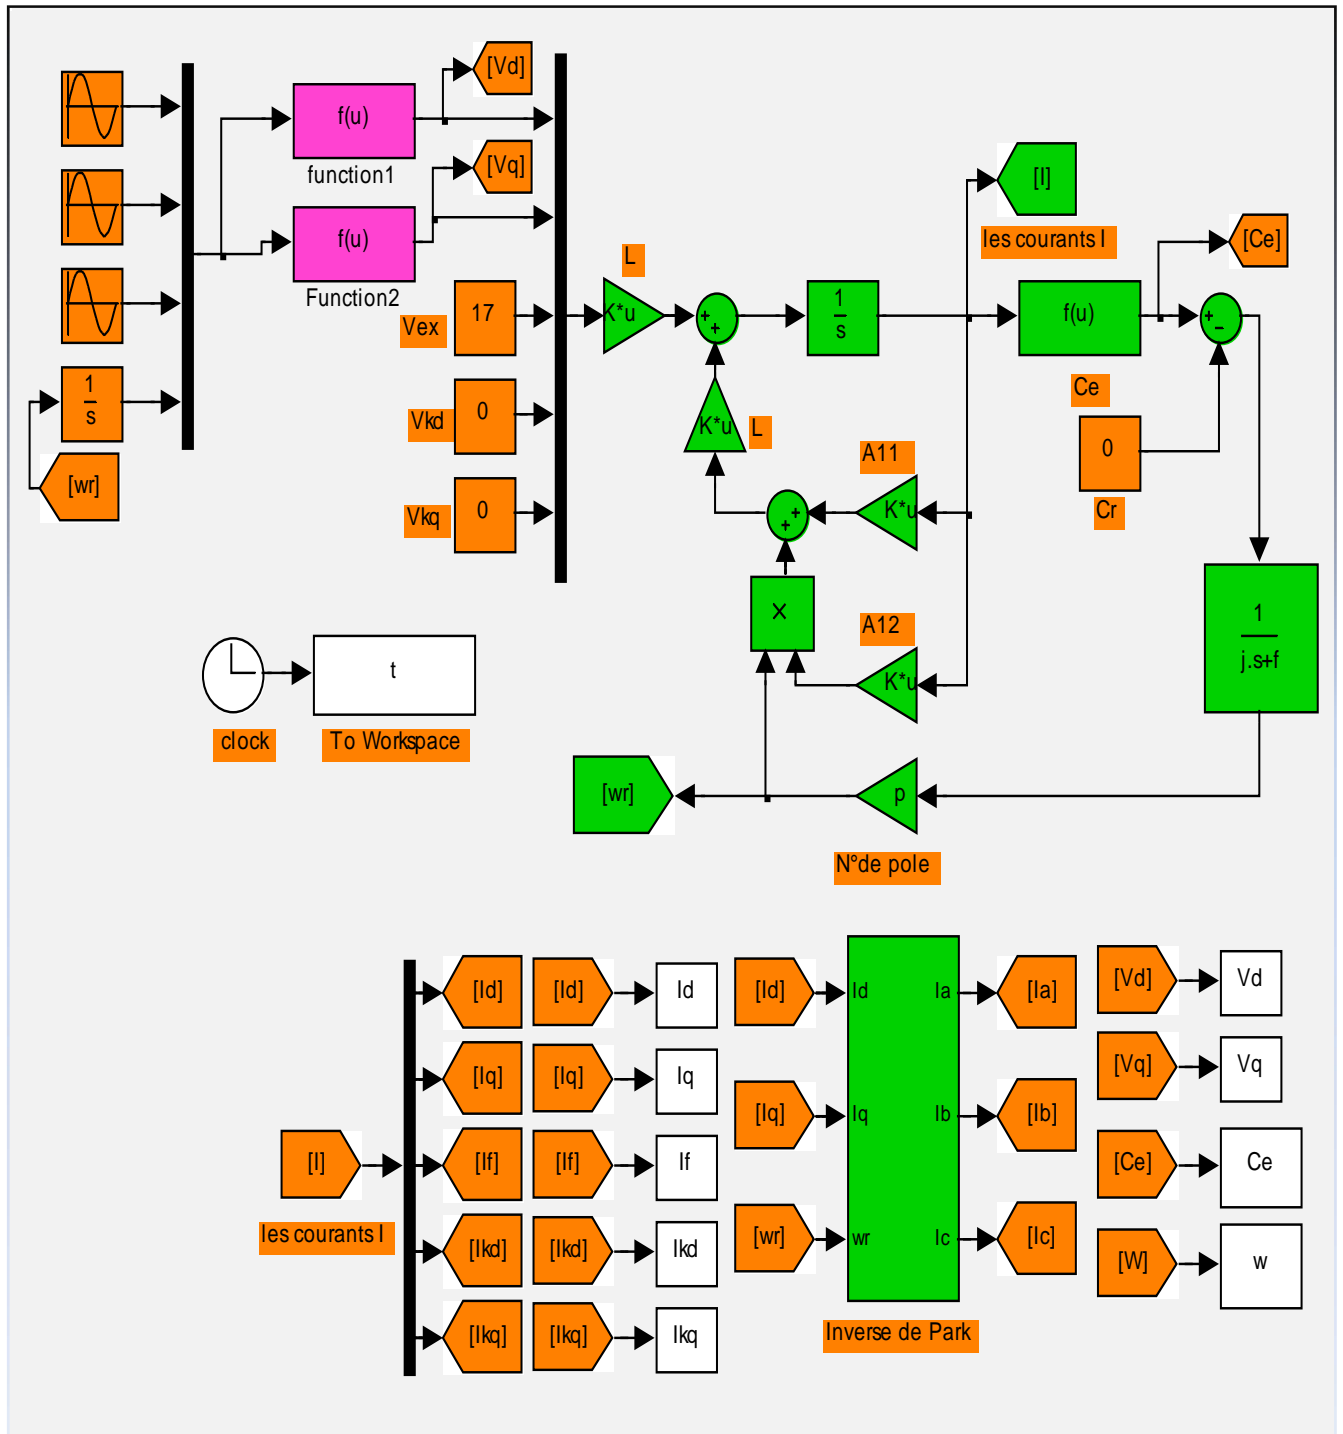 [Vd]
f(u)
function1
[Vq]
f(u)
Function2
[I]
les courants I
[Ce]
L
K*u
+
+
1
s
f(u)
+
−
Vex
17
Ce
1
s
Vkd
0
K*u
L
0
Cr
[wr]
Vkq
0
A11
K*u
+
+
X
A12
K*u
1
j.s+f
t
clock
To Workspace
[wr]
p
N°de pole
[Id]
[Id]
Id
[Id]
Id
Ia
[Ia]
[Vd]
Vd
[Iq]
[Iq]
Iq
[Vq]
Vq
[Iq]
Iq
Ib
[Ib]
[I]
[If]
[If]
If
[Ce]
Ce
les courants I
[Ikd]
[Ikd]
Ikd
[wr]
wr
Ic
[Ic]
[W]
w
[Ikq]
[Ikq]
Ikq
Inverse de Park